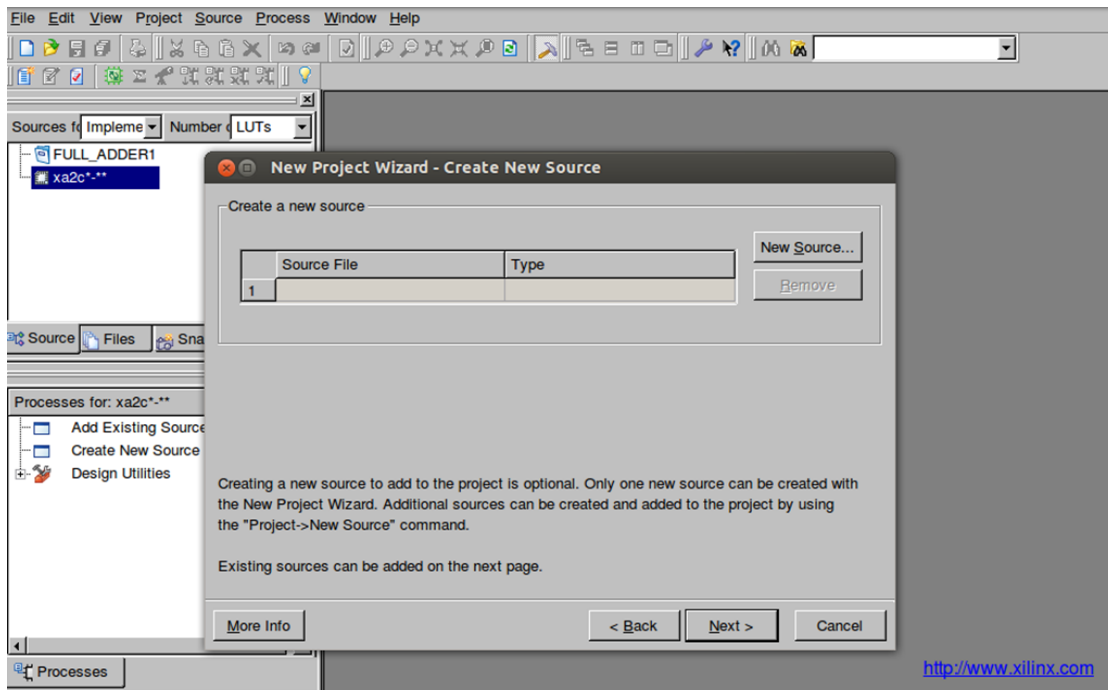 File Edit View Project Source Process Window Help
Sources fo Impleme Number o LUTs
FULL_ADDER1
xa2c*-**
New Project Wizard - Create New Source
Create a new source
Source File Type
1
New Source...
Remove
Source Files Sna
Processes for: xa2c*-**
Add Existing Source
Create New Source
Design Utilities
Creating a new source to add to the project is optional. Only one new source can be created with
the New Project Wizard. Additional sources can be created and added to the project by using
the "Project->New Source" command.
Existing sources can be added on the next page.
More Info < Back Next > Cancel
Processes
http://www.xilinx.com